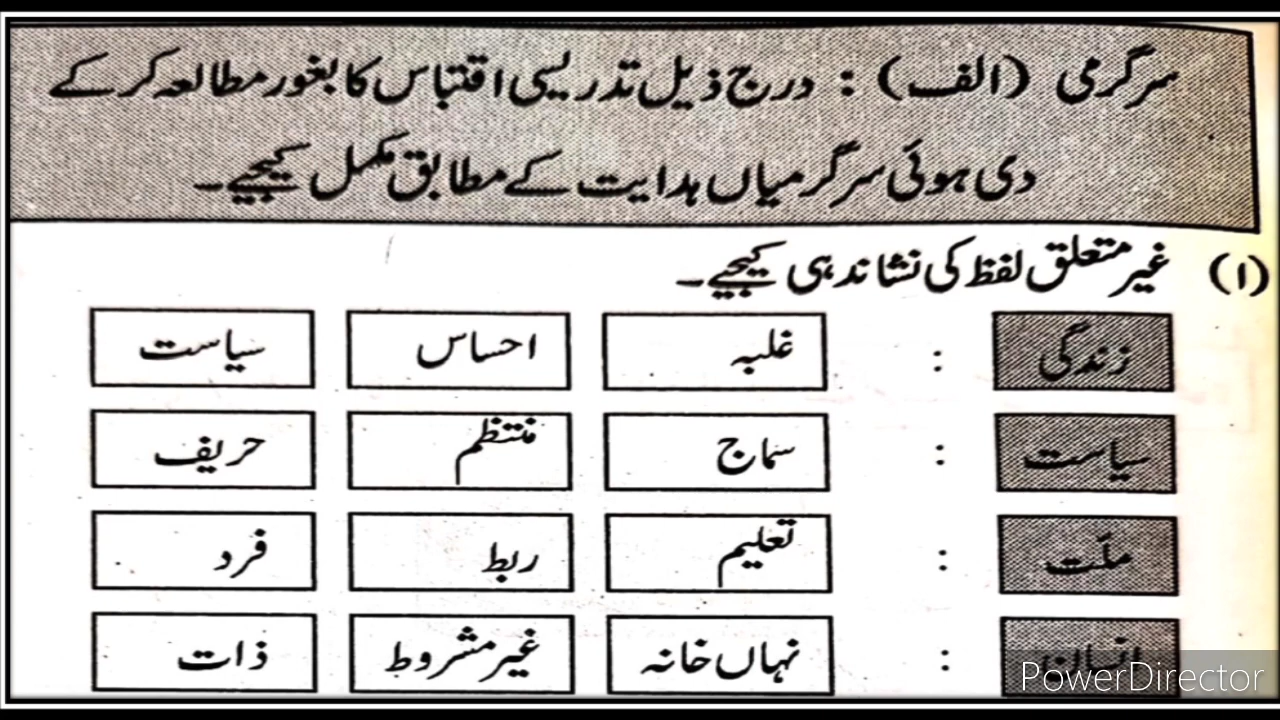 سرگرمی (الف) : درج ذیل تدریسی اقتباس کا بغور مطالعہ کر کے
دی ہوئی سرگرمیاں ہدایت کے مطابق مکمل کیجیے۔
(۱) غیر متعلق لفظ کی نشاندہی کیجیے۔
زندگی : غلبہ احساس سیاست
سیاست : سماج منتظم حریف
ملّت : تعلیم ربط فرد
: نہاں خانہ غیر مشروط ذات
PowerDirector